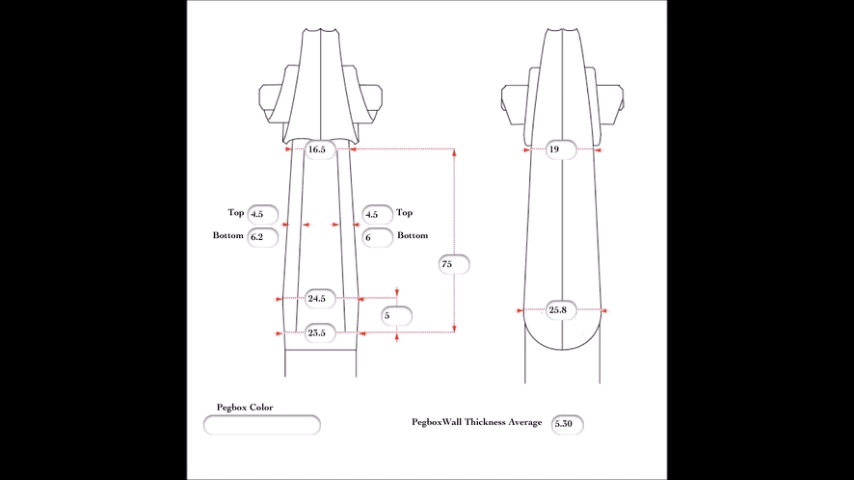 16.5
19
Top 4.5
4.5 Top
Bottom 6.2
6 Bottom
75
24.5
5
25.8
23.5
Pegbox Color
PegboxWall Thickness Average 5.30